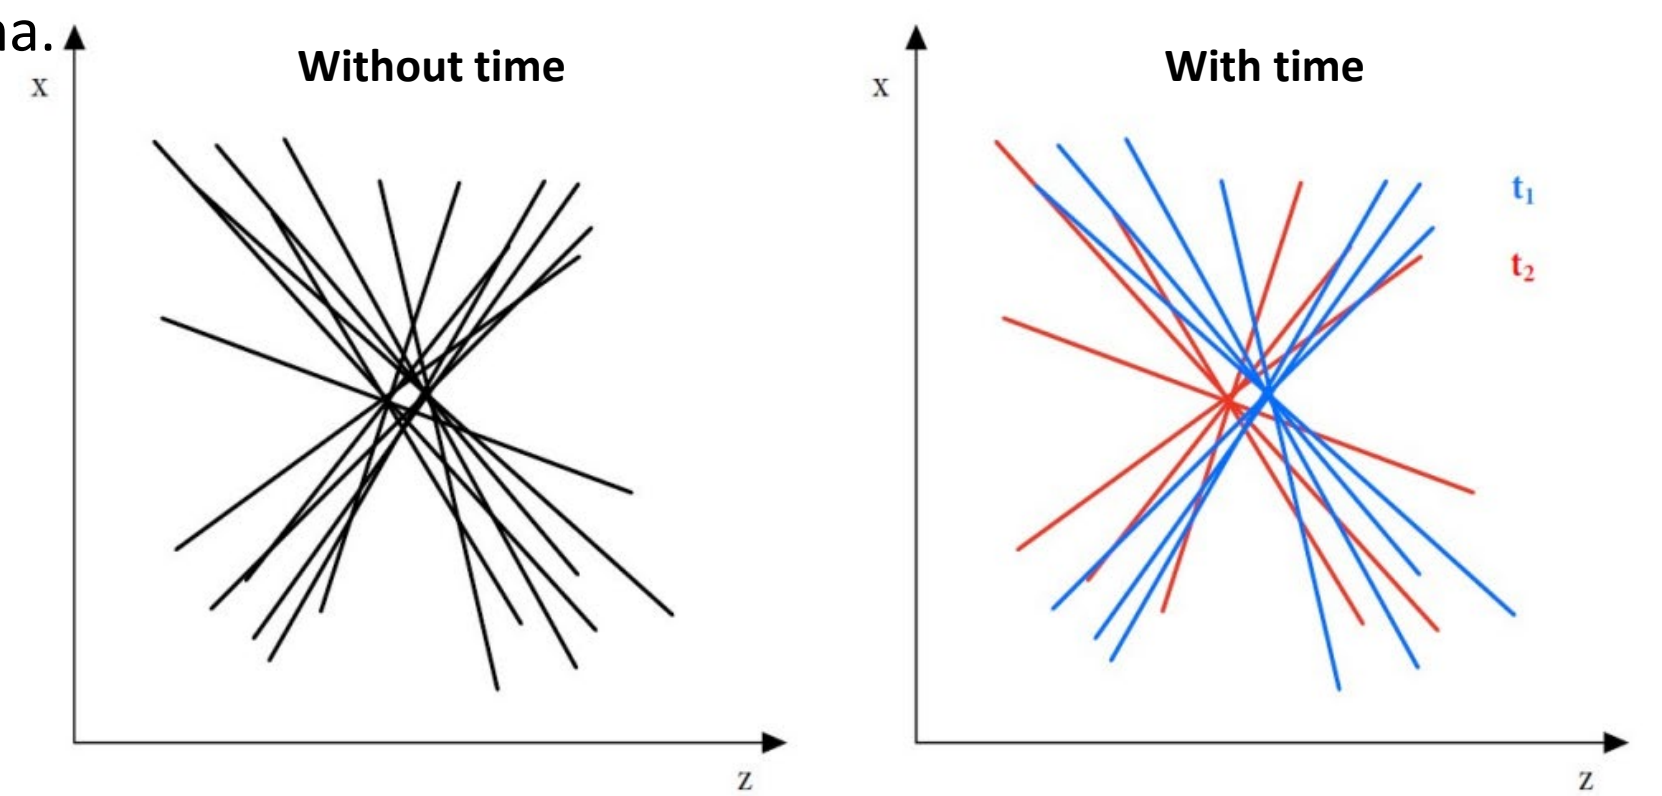 na.
Without time
x
z
With time
x
t₁
t₂
z